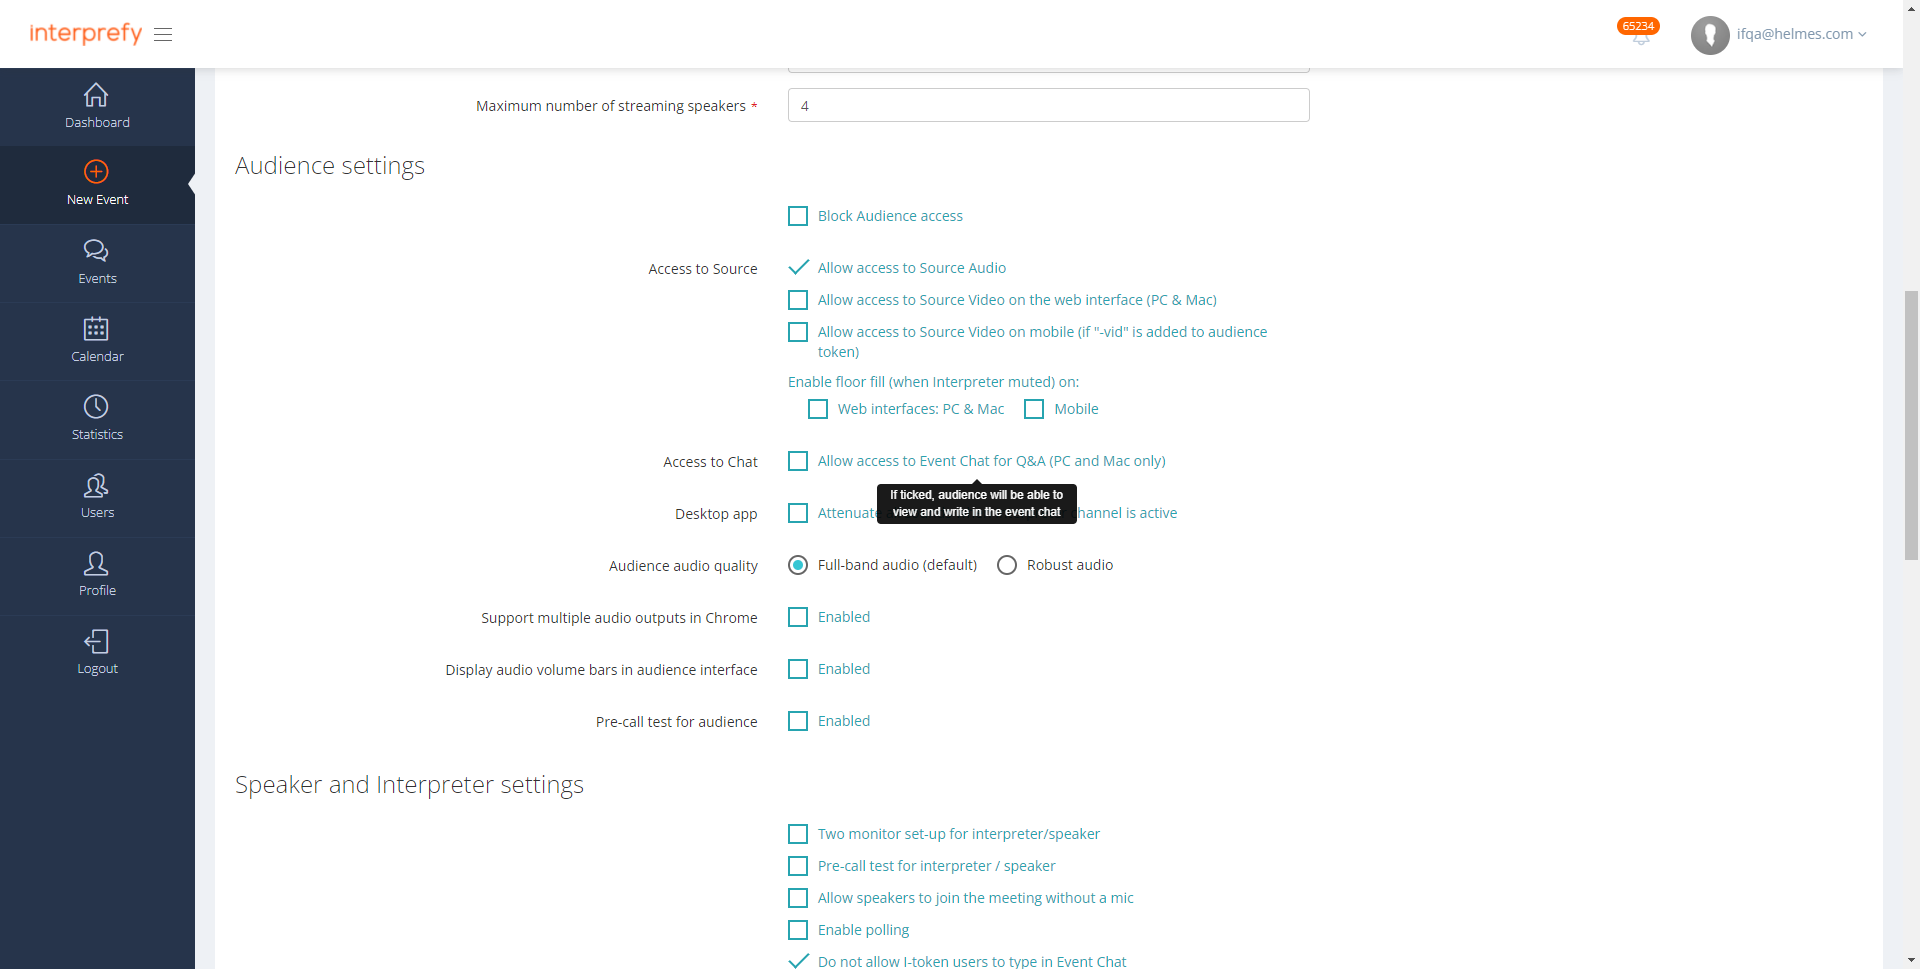 interprefy
65234
ifqa@helmes.com
Dashboard
New Event
Events
Calendar
Statistics
Users
Profile
Logout
Maximum number of streaming speakers *
4
Audience settings
Block Audience access
Access to Source
Allow access to Source Audio
Allow access to Source Video on the web interface (PC & Mac)
Allow access to Source Video on mobile (if "-vid" is added to audience
token)
Enable floor fill (when Interpreter muted) on:
Web interfaces: PC & Mac
Mobile
Access to Chat
Allow access to Event Chat for Q&A (PC and Mac only)
If ticked, audience will be able to
view and write in the event chat
Desktop app
Attenuate
channel is active
Audience audio quality
Full-band audio (default)
Robust audio
Support multiple audio outputs in Chrome
Enabled
Display audio volume bars in audience interface
Enabled
Pre-call test for audience
Enabled
Speaker and Interpreter settings
Two monitor set-up for interpreter/speaker
Pre-call test for interpreter / speaker
Allow speakers to join the meeting without a mic
Enable polling
Do not allow I-token users to type in Event Chat